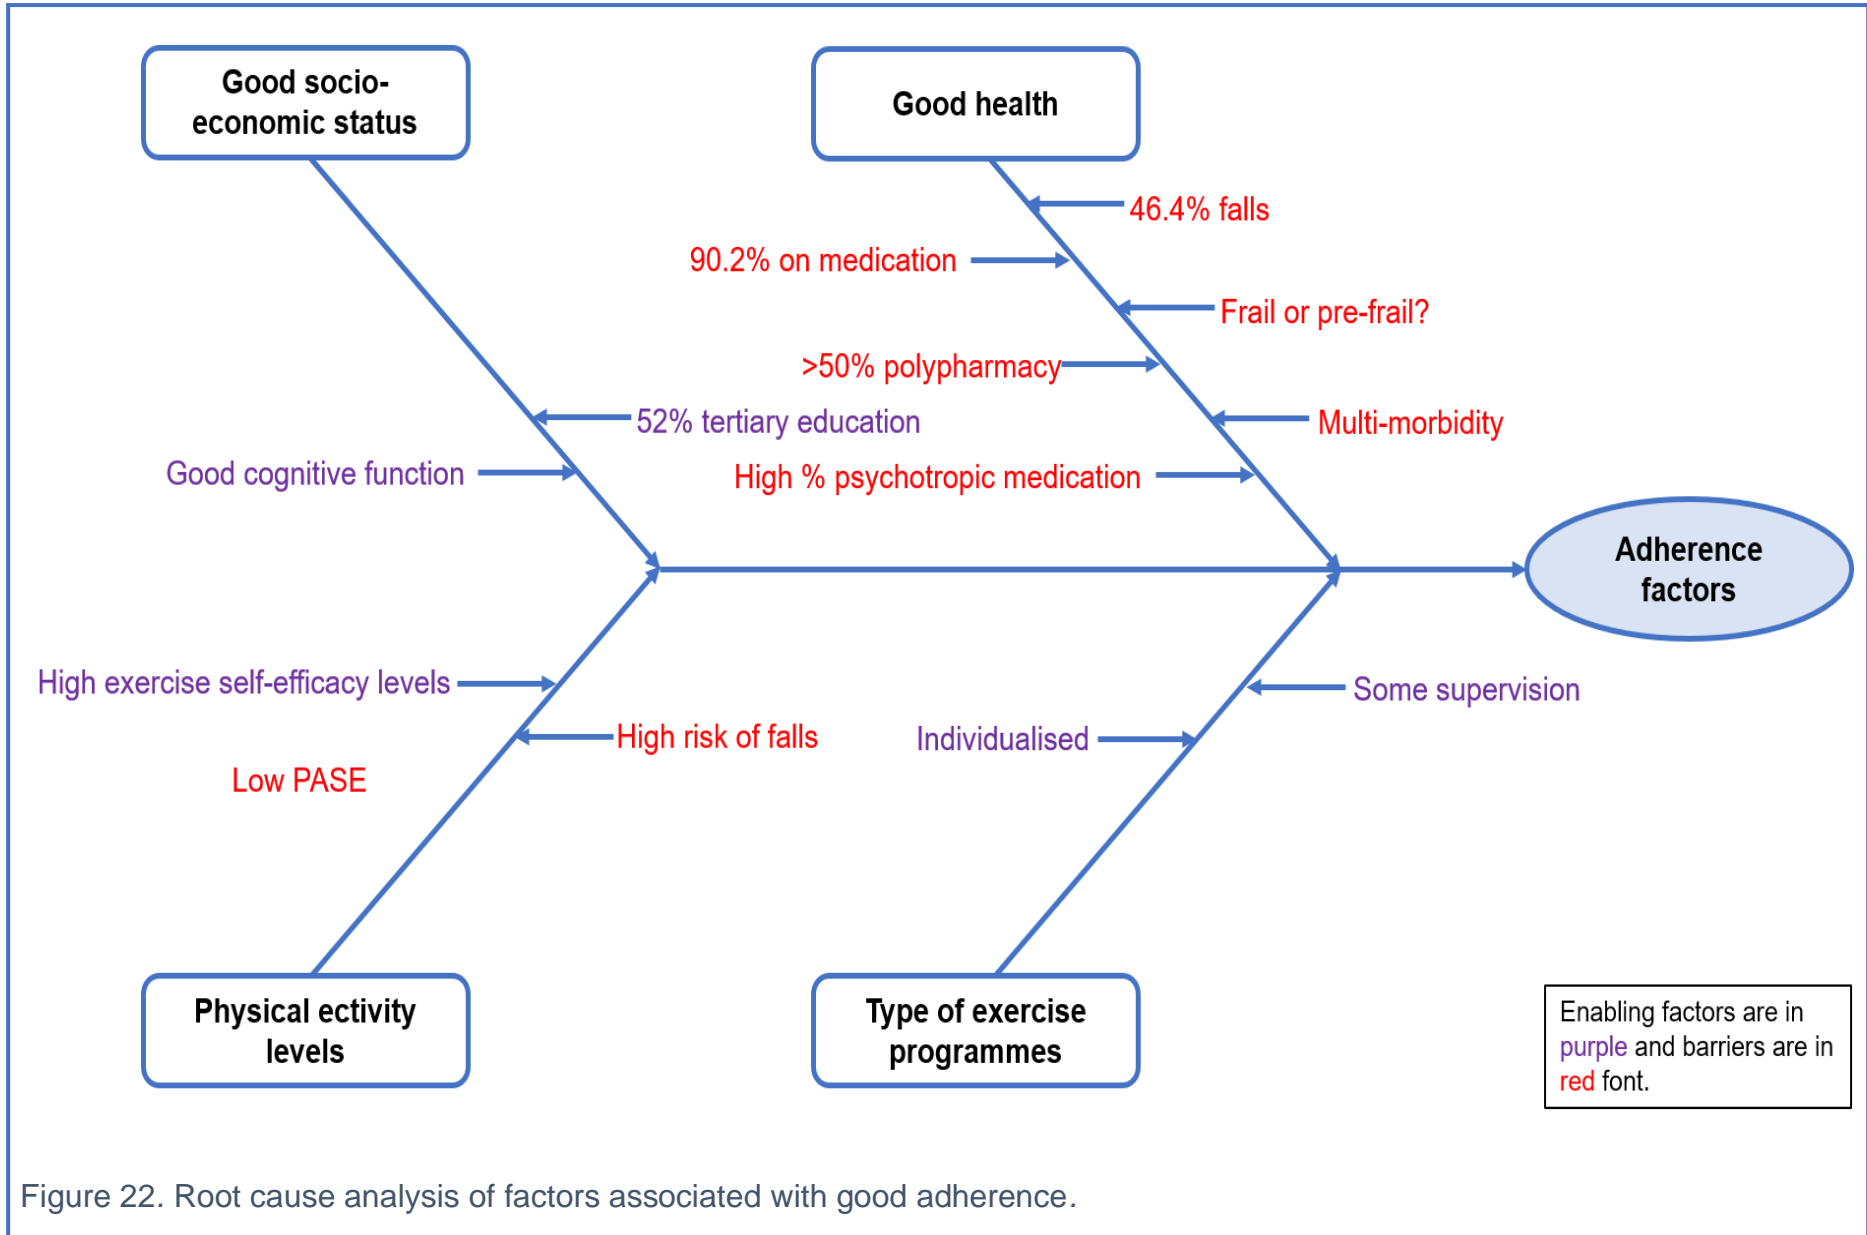 Good socio-
economic status
Good health
46.4% falls
90.2% on medication
Frail or pre-frail?
>50% polypharmacy
52% tertiary education
Multi-morbidity
Good cognitive function
High % psychotropic medication
Adherence
factors
High exercise self-efficacy levels
Some supervision
High risk of falls
Individualised
Low PASE
Physical ectivity
levels
Type of exercise
programmes
Enabling factors are in
purple and barriers are in
red font.
Figure 22. Root cause analysis of factors associated with good adherence.